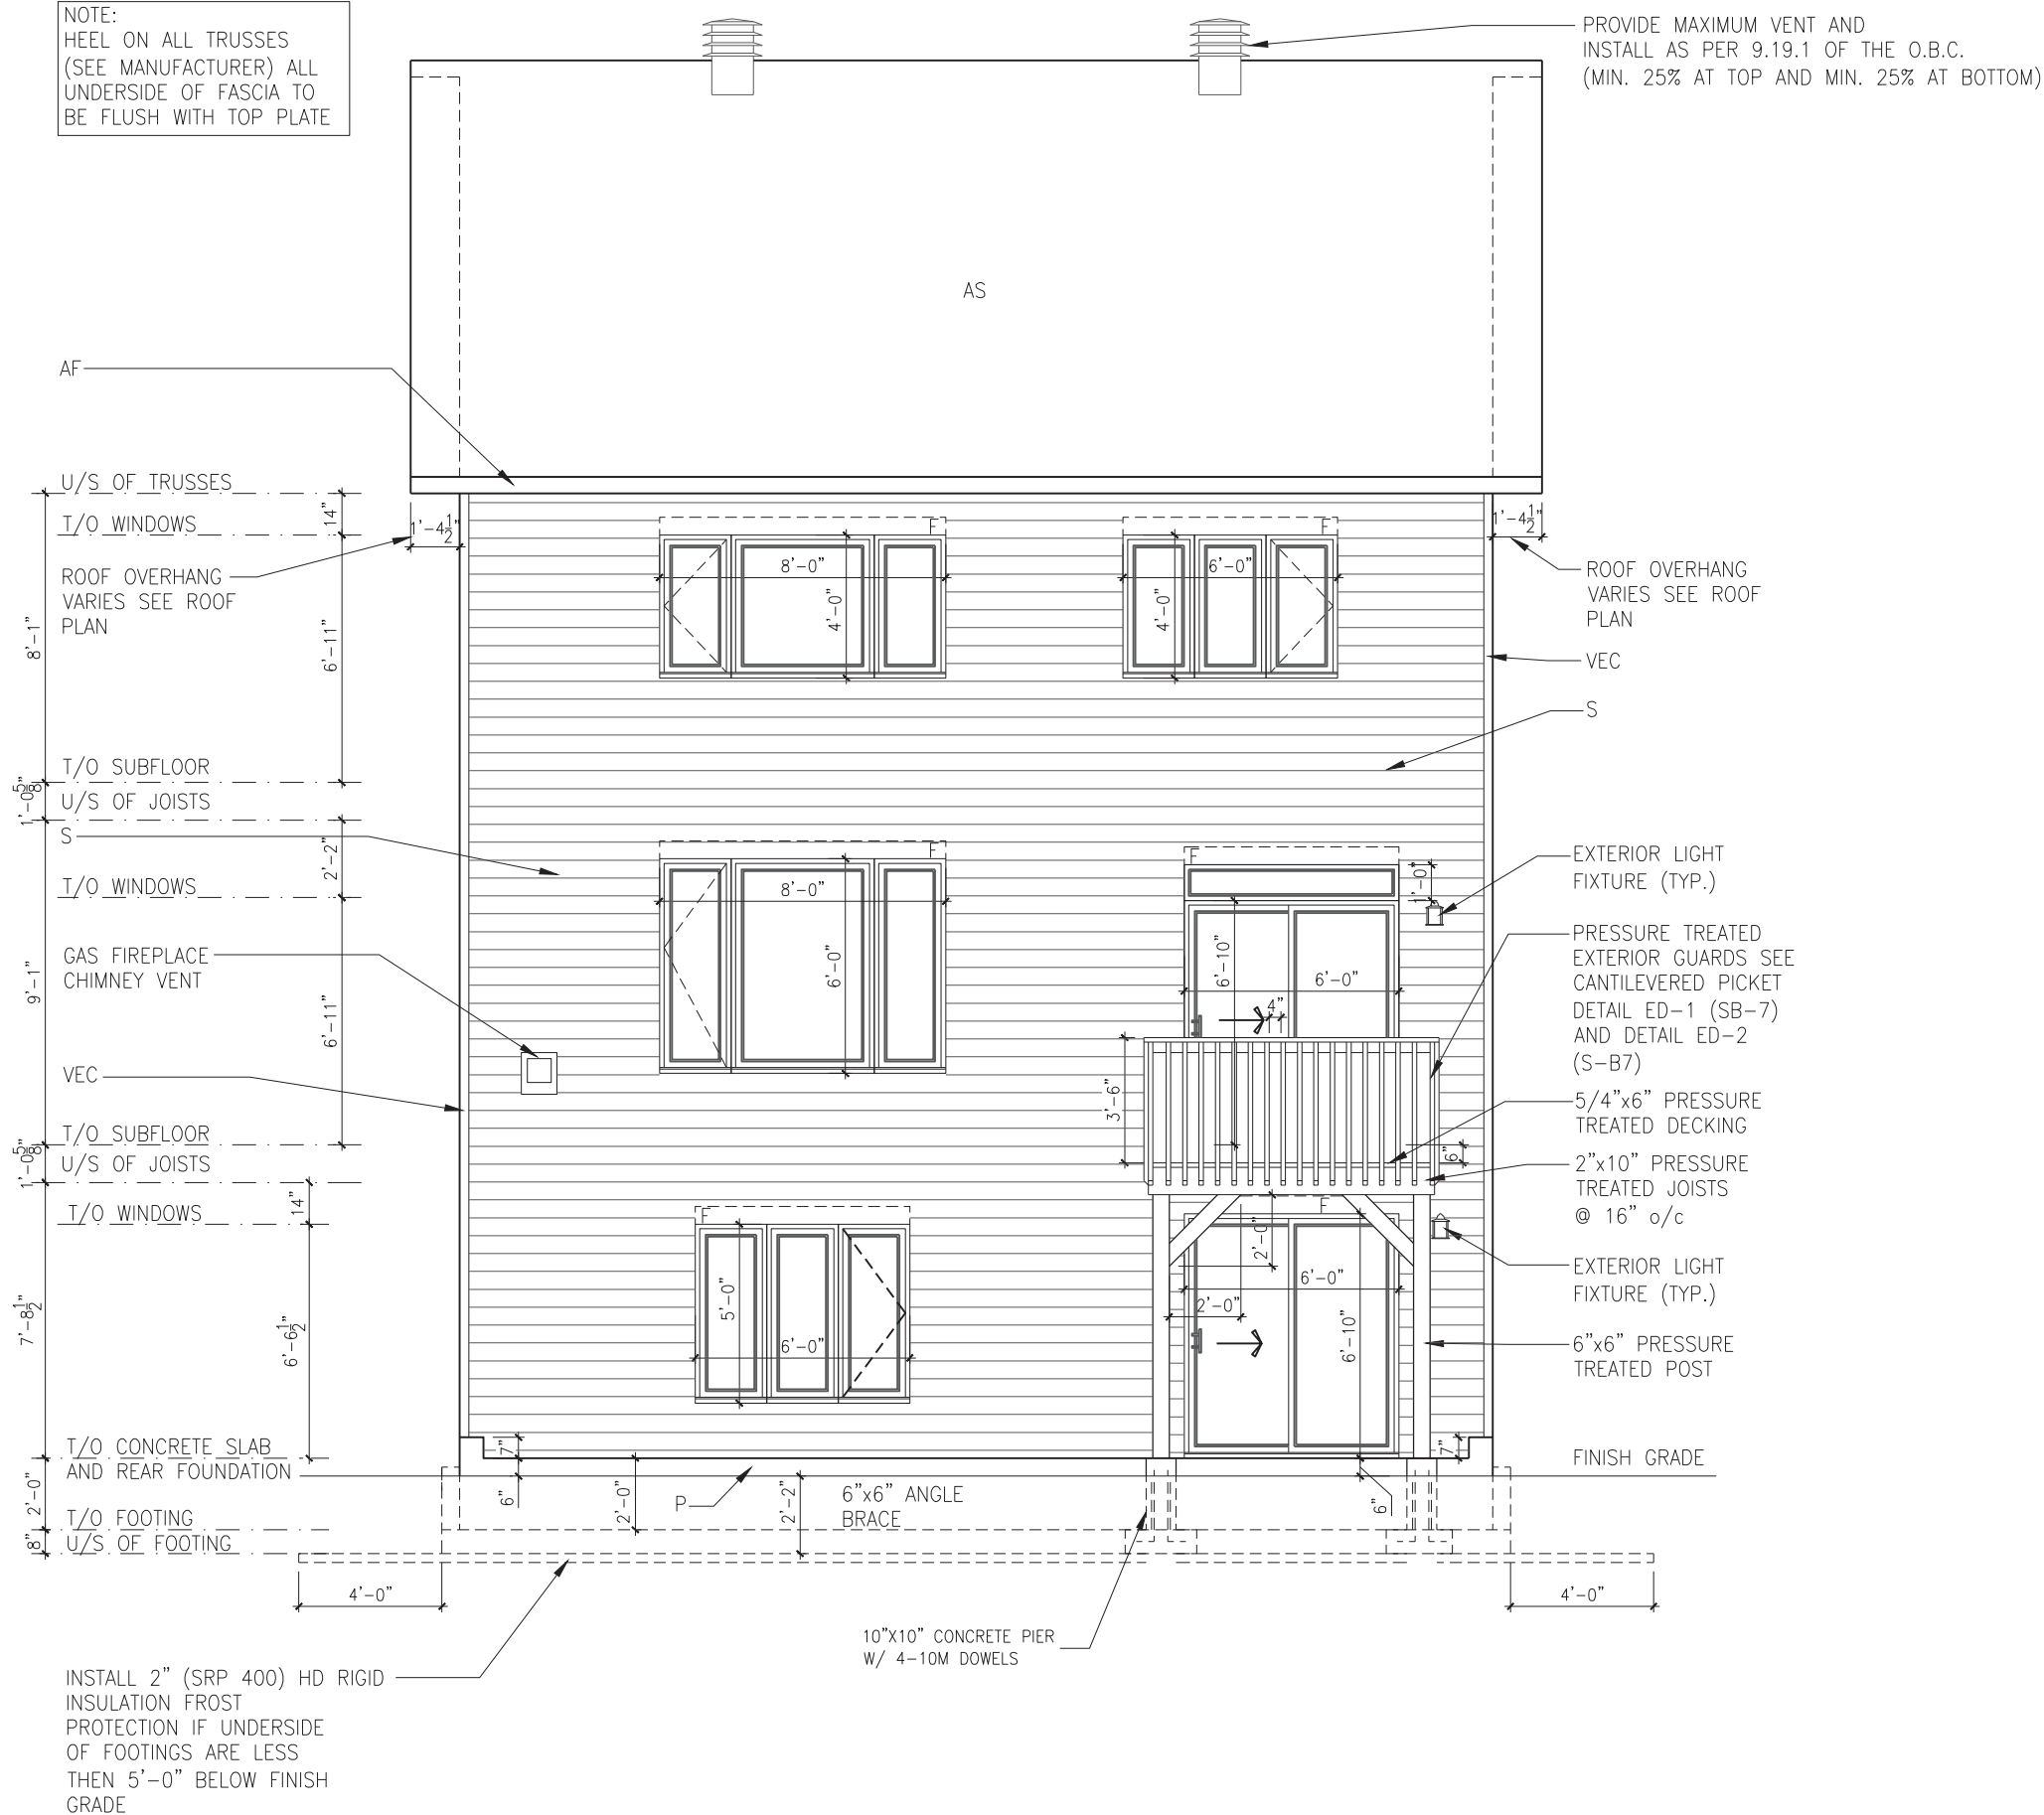 NOTE:
HEEL ON ALL TRUSSES
(SEE MANUFACTURER) ALL
UNDERSIDE OF FASCIA TO
BE FLUSH WITH TOP PLATE
PROVIDE MAXIMUM VENT AND
INSTALL AS PER 9.19.1 OF THE O.B.C.
(MIN. 25% AT TOP AND MIN. 25% AT BOTTOM)
AS
AF
U/S OF TRUSSES
14"
T/O WINDOWS
1'-4½"
1'-4½"
ROOF OVERHANG
VARIES SEE ROOF
PLAN
8'-1"
6'-11"
F
8'-0"
4'-0"
F
6'-0"
4'-0"
ROOF OVERHANG
VARIES SEE ROOF
PLAN
VEC
S
T/O SUBFLOOR
1'-0⅝"
U/S OF JOISTS
S
2'-2"
T/O WINDOWS
9'-1"
6'-11"
GAS FIREPLACE
CHIMNEY VENT
VEC
F
8'-0"
6'-0"
F
1'-0"
6'-10"
6'-0"
4"
3'-6"
6"
EXTERIOR LIGHT
FIXTURE (TYP.)
PRESSURE TREATED
EXTERIOR GUARDS SEE
CANTILEVERED PICKET
DETAIL ED-1 (SB-7)
AND DETAIL ED-2
(S-B7)
5/4"x6" PRESSURE
TREATED DECKING
2"x10" PRESSURE
TREATED JOISTS
@ 16" o/c
T/O SUBFLOOR
1'-0⅝"
U/S OF JOISTS
14"
T/O WINDOWS
7'-8½"
6'-6½"
F
5'-0"
6'-0"
F
2'-0"
6'-0"
2'-0"
6'-10"
EXTERIOR LIGHT
FIXTURE (TYP.)
6"x6" PRESSURE
TREATED POST
T/O CONCRETE SLAB
AND REAR FOUNDATION
7"
7"
FINISH GRADE
2'-0"
6"
2'-0"
P
2'-2"
6"x6" ANGLE
BRACE
6"
T/O FOOTING
8"
U/S OF FOOTING
4'-0"
4'-0"
10"X10" CONCRETE PIER
W/ 4-10M DOWELS
INSTALL 2" (SRP 400) HD RIGID
INSULATION FROST
PROTECTION IF UNDERSIDE
OF FOOTINGS ARE LESS
THEN 5'-0" BELOW FINISH
GRADE